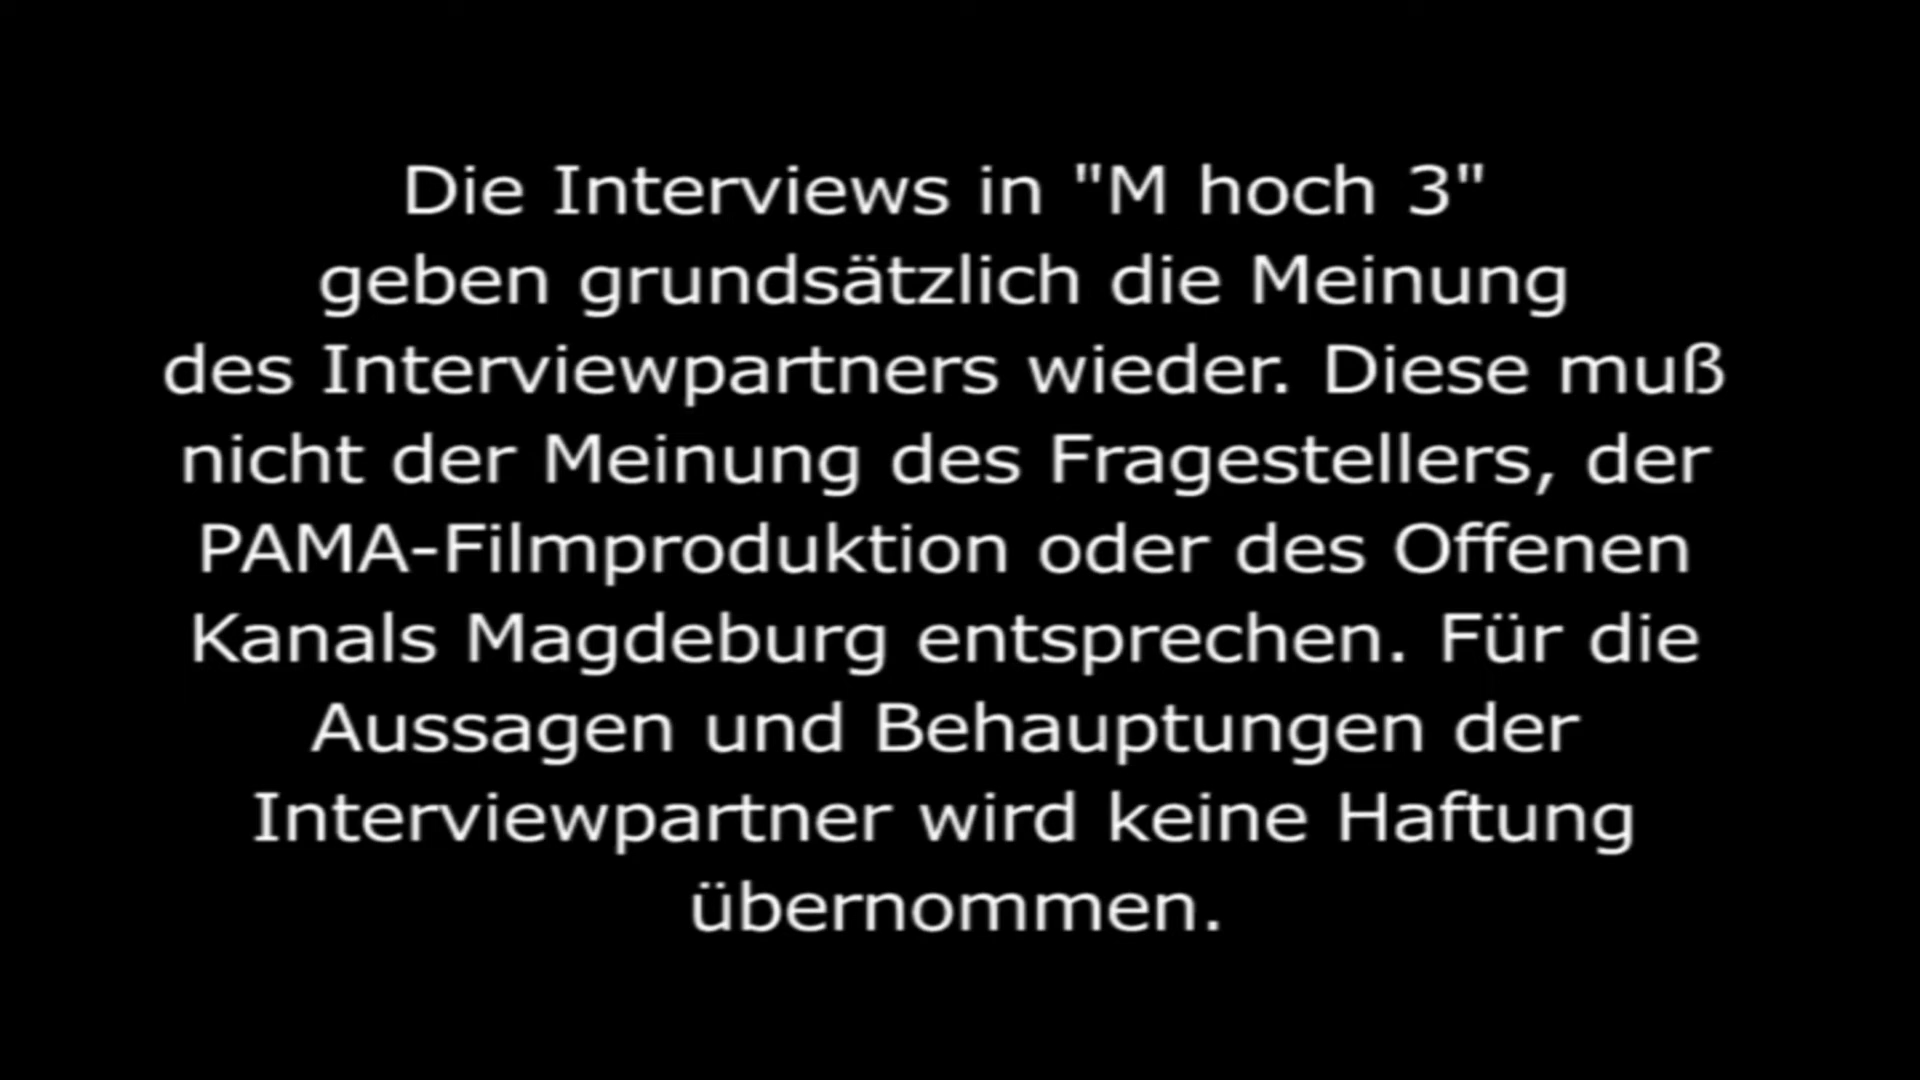 Die Interviews in "M hoch 3"
geben grundsätzlich die Meinung
des Interviewpartners wieder. Diese muß
nicht der Meinung des Fragestellers, der
PAMA-Filmproduktion oder des Offenen
Kanals Magdeburg entsprechen. Für die
Aussagen und Behauptungen der
Interviewpartner wird keine Haftung
übernommen.